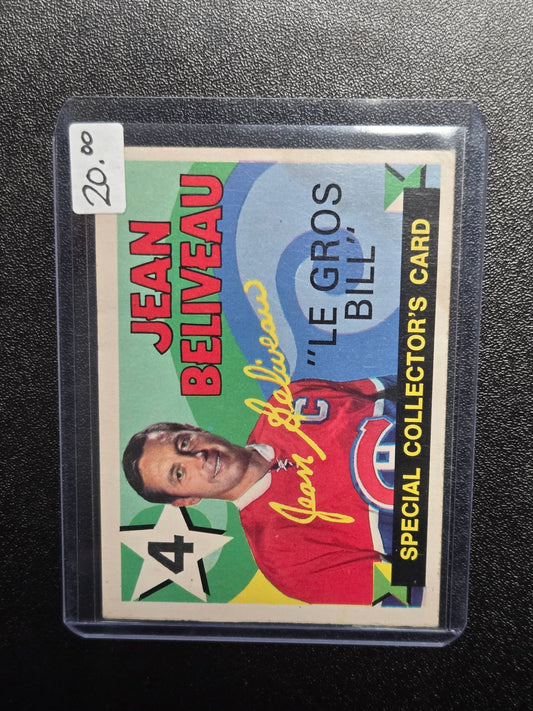 20.00
JEAN
BELIVEAU
"LE GROS
BILL"
Jean Beliveau
C
4
SPECIAL COLLECTOR'S CARD